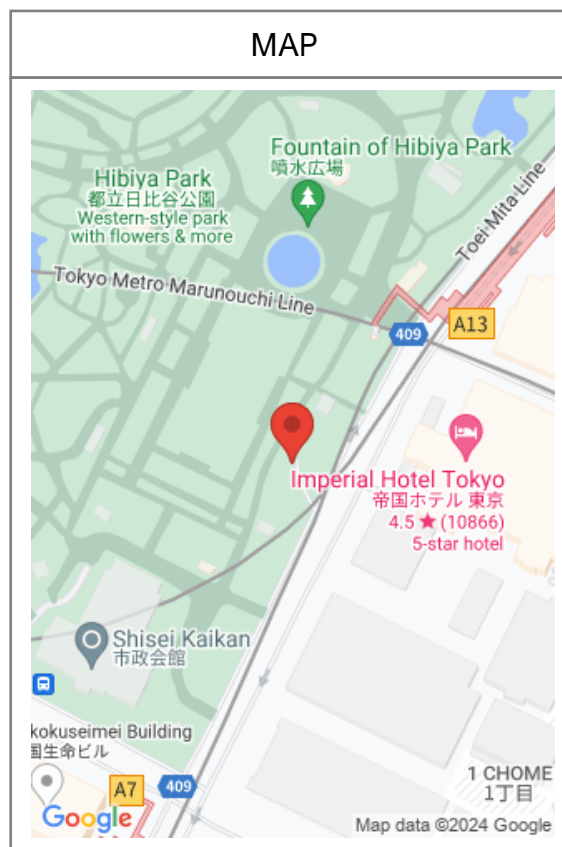 MAP
Fountain of Hibiya Park
噴水広場
Hibiya Park
都立日比谷公園
Western-style park
with flowers & more
Toei Mita Line
Tokyo Metro Marunouchi Line
409
A13
Imperial Hotel Tokyo
帝国ホテル 東京
4.5 ★ (10866)
5-star hotel
Shisei Kaikan
市政会館
kokuseimei Building
国生命ビル
A7
409
1 CHOME
1丁目
Google
Map data ©2024 Google